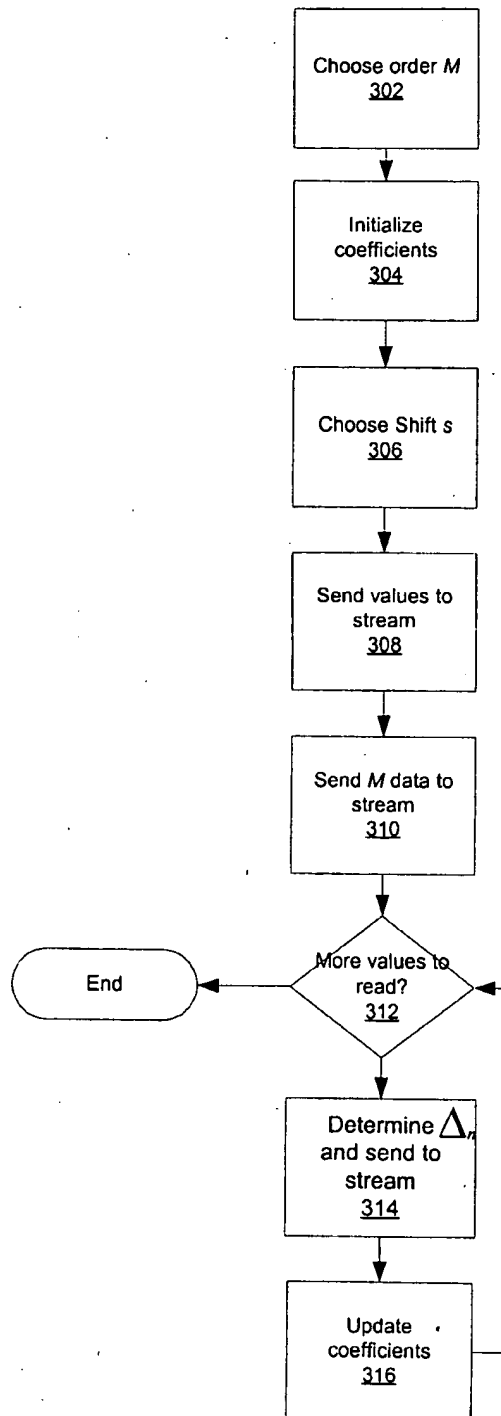 Choose order M
302
Initialize
coefficients
304
Choose Shift s
306
Send values to
stream
308
Send M data to
stream
310
More values to
read?
312
End
Determine Δn
and send to
stream
314
Update
coefficients
316